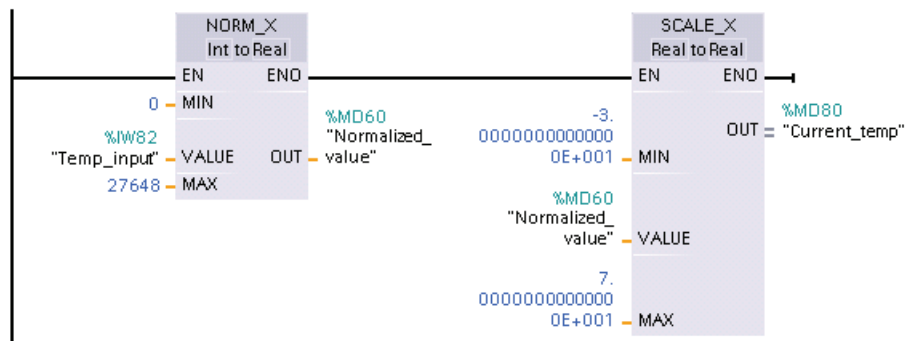 NORM_X
Int to Real
EN ENO
0 MIN
%IW82
"Temp_input" VALUE
OUT
%MD60
"Normalized_
value"
27648 MAX
SCALE_X
Real to Real
EN ENO
-3.
0000000000000
0E+001 MIN
OUT
%MD80
"Current_temp"
%MD60
"Normalized_
value" VALUE
7.
0000000000000
0E+001 MAX